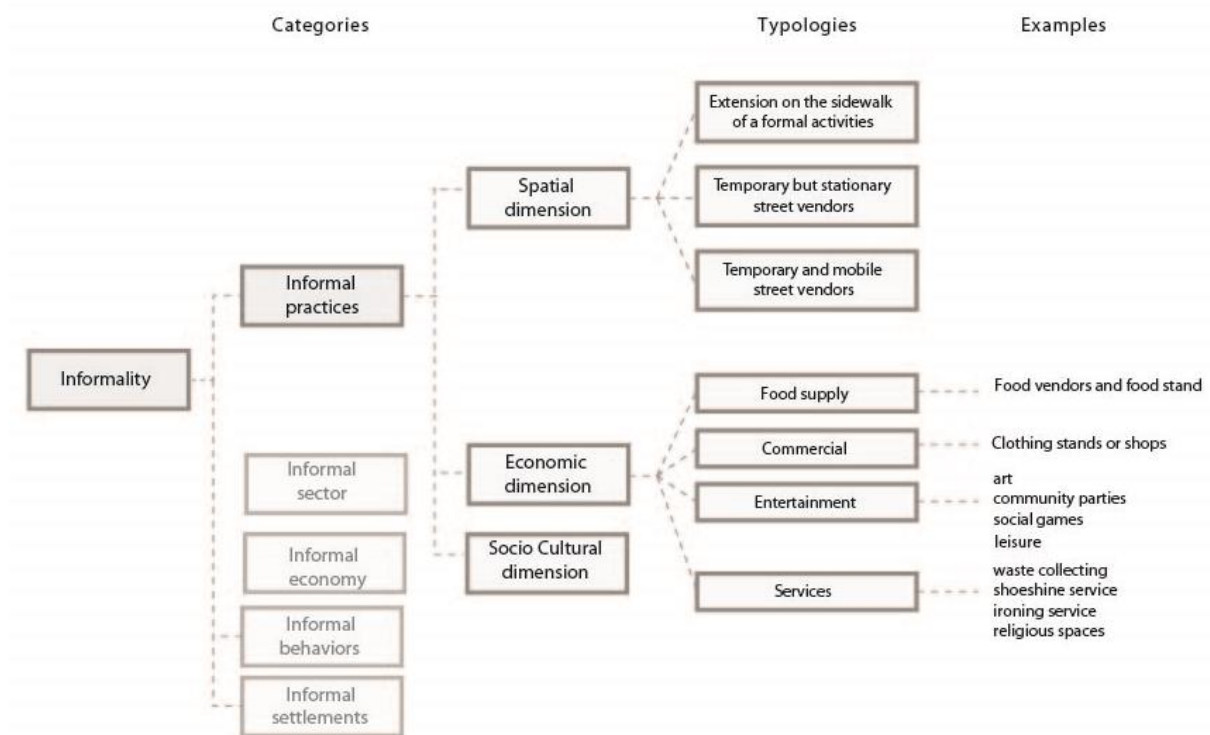 Categories
Typologies
Examples
Informality
Informal
practices
Informal
sector
Informal
economy
Informal
behaviors
Informal
settlements
Spatial
dimension
Economic
dimension
Socio Cultural
dimension
Extension on the sidewalk
of a formal activities
Temporary but stationary
street vendors
Temporary and mobile
street vendors
Food supply
Commercial
Entertainment
Services
Food vendors and food stand
Clothing stands or shops
art
community parties
social games
leisure
waste collecting
shoeshine service
ironing service
religious spaces